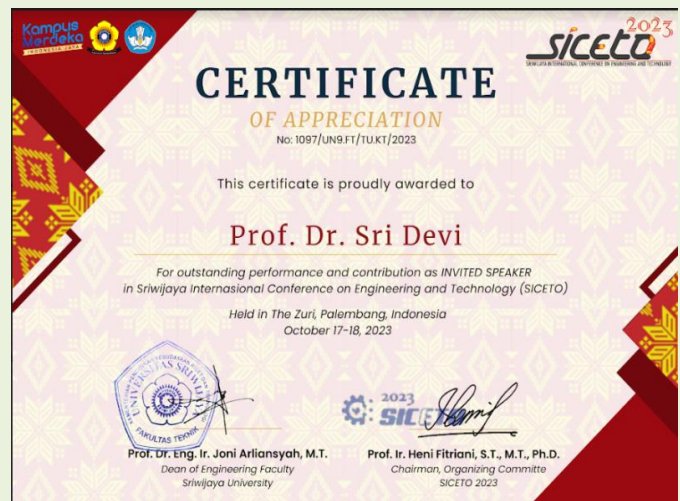 Kampus
Merdeka
INDONESIA JAYA
2023
SICETO
SRIWIJAYA INTERNATIONAL CONFERENCE ON ENGINEERING AND TECHNOLOGY
CERTIFICATE
OF APPRECIATION
No: 1097/UN9.FT/TU.KT/2023
This certificate is proudly awarded to
Prof. Dr. Sri Devi
For outstanding performance and contribution as INVITED SPEAKER
in Sriwijaya Internasional Conference on Engineering and Technology (SICETO)
Held in The Zuri, Palembang, Indonesia
October 17-18, 2023
UNIVERSITAS SRIWIJ
FAKULTAS TEKNIK
2023
SICE
Prof. Dr. Eng. Ir. Joni Arliansyah, M.T.
Dean of Engineering Faculty
Sriwijaya University
Prof. Ir. Heni Fitriani, S.T., M.T., Ph.D.
Chairman, Organizing Committe
SICETO 2023